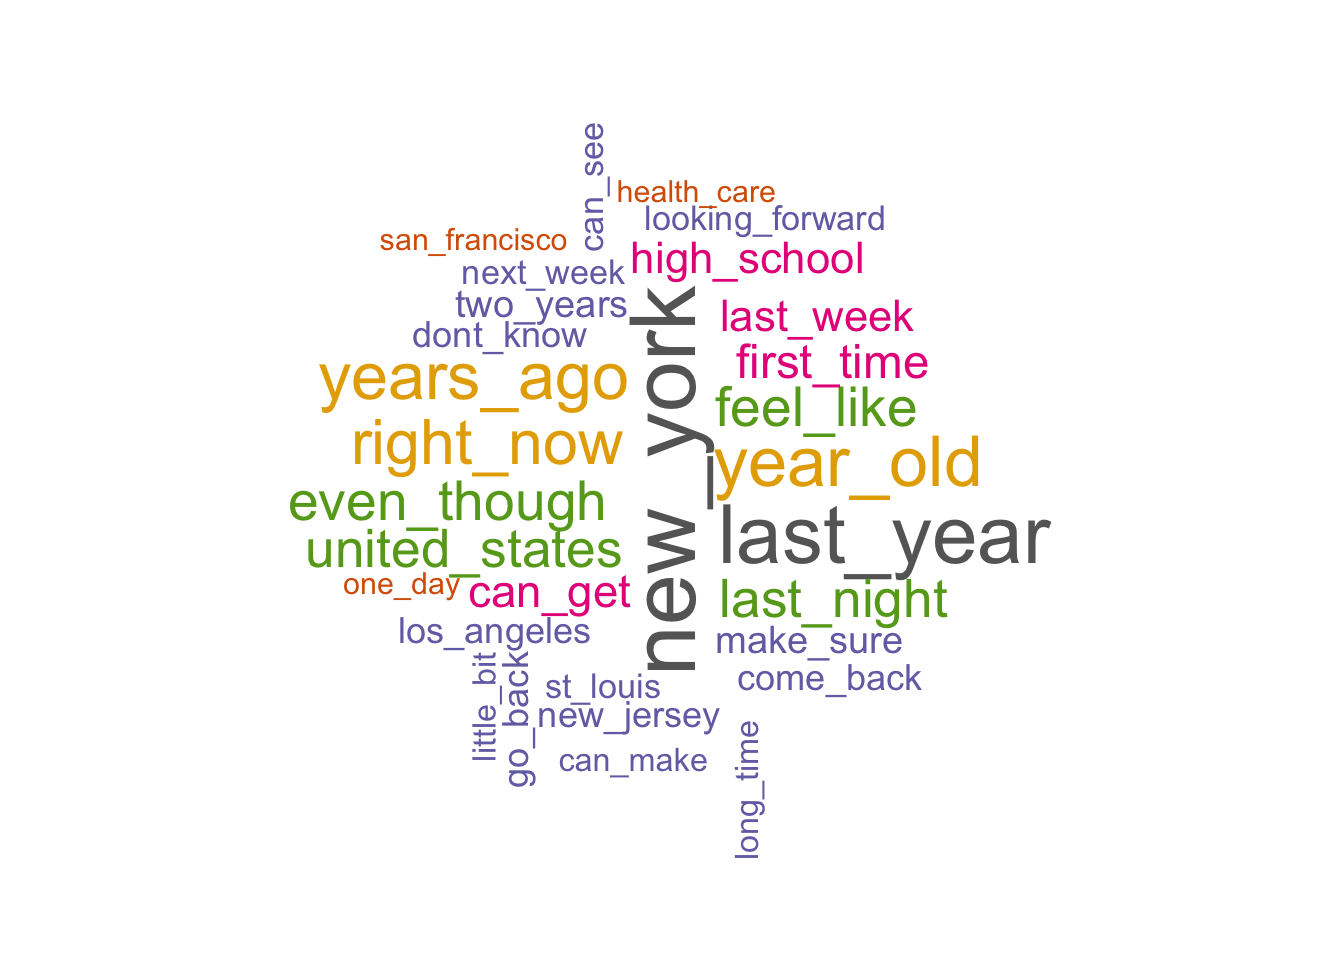 can_see
health_care
looking_forward
san_francisco
high_school
next_week
two_years
last_week
dont_know
first_time
years_ago
feel_like
right_now
new_york
year_old
even_though
last_year
united_states
one_day
can_get
last_night
los_angeles
make_sure
come_back
little_bit
go_back
st_louis
new_jersey
can_make
long_time